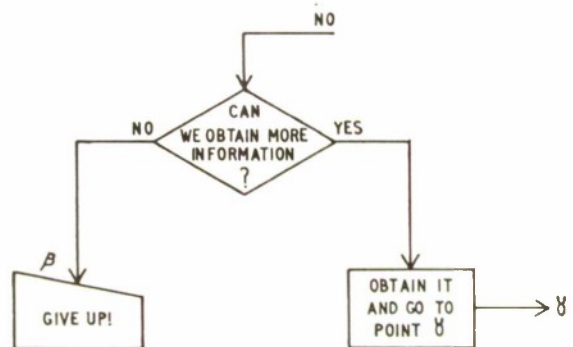 NO
CAN
WE OBTAIN MORE
INFORMATION
?
NO
YES
β
GIVE UP!
OBTAIN IT
AND GO TO
POINT ɣ
ɣ